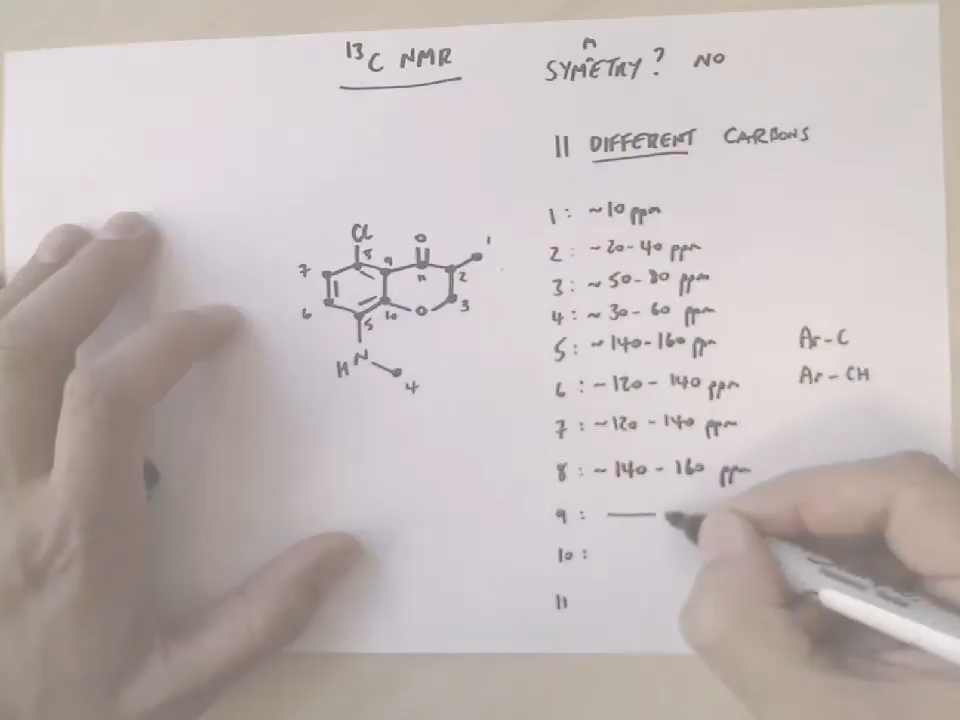 13C NMR
SYMMETRY? NO
11 DIFFERENT CARBONS
1: ~10 ppm
2: ~20-40 ppm
3: ~50-80 ppm
4: ~30-60 ppm
5: ~140-160 ppm Ar-C
6: ~120-140 ppm Ar-CH
7: ~120-140 ppm
8: ~140-160 ppm
9: —
10:
11
Cl
O
1
7 8 9 11 2
6 5 10 O 3
H N
4